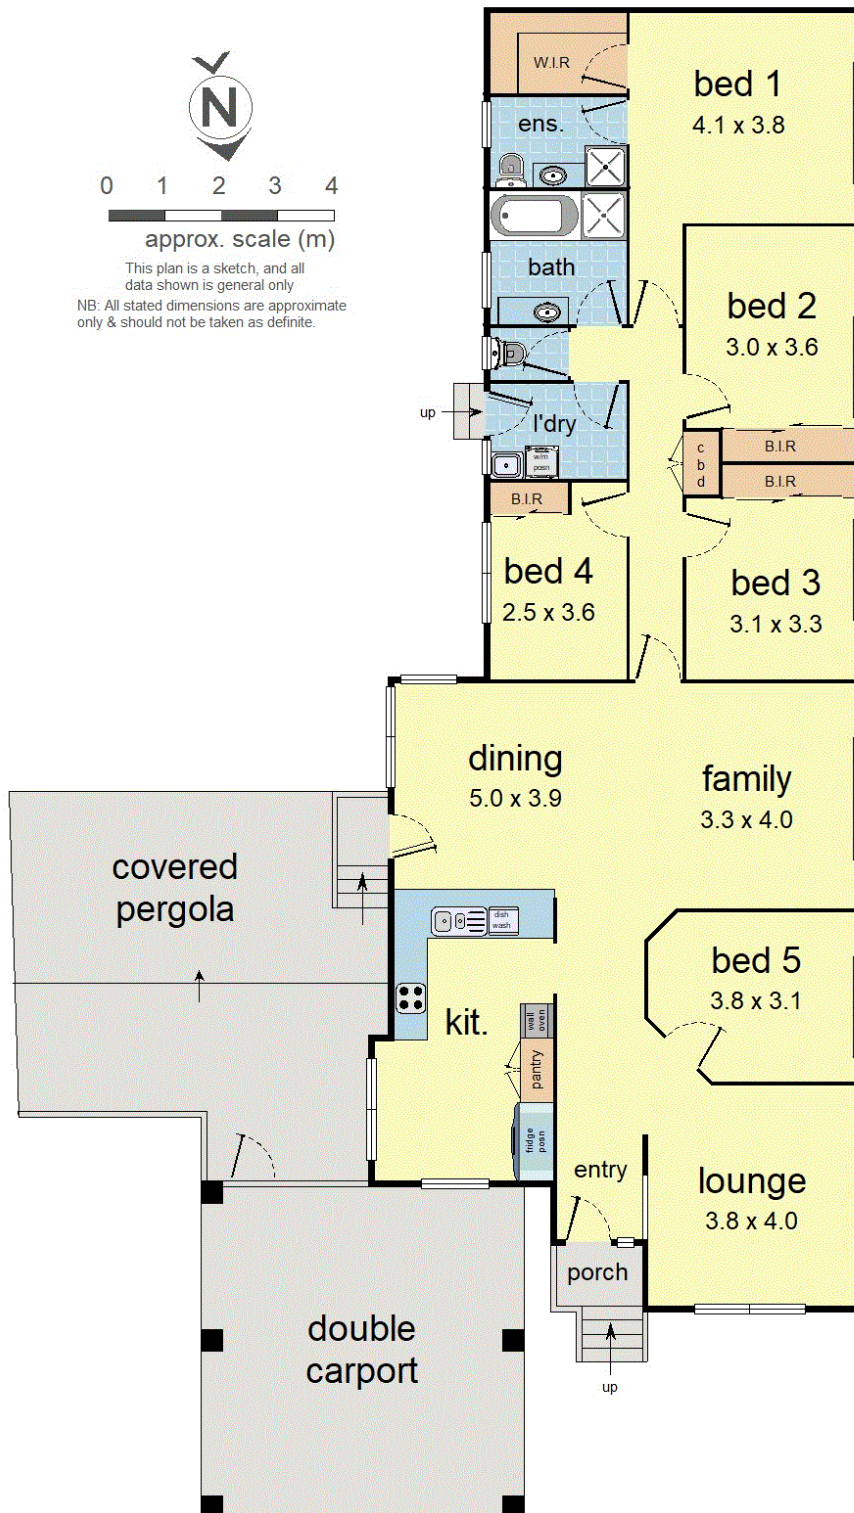 N
0 1 2 3 4
approx. scale (m)
This plan is a sketch, and all
data shown is general only
NB: All stated dimensions are approximate
only & should not be taken as definite.
W.I.R
bed 1
4.1 x 3.8
ens.
bath
bed 2
3.0 x 3.6
up
l'dry
w/m
posn
c
b
d
B.I.R
B.I.R
B.I.R
bed 4
2.5 x 3.6
bed 3
3.1 x 3.3
dining
5.0 x 3.9
family
3.3 x 4.0
covered
pergola
dish
wash
bed 5
3.8 x 3.1
kit.
wall
oven
pantry
fridge
posn
entry
lounge
3.8 x 4.0
porch
double
carport
up